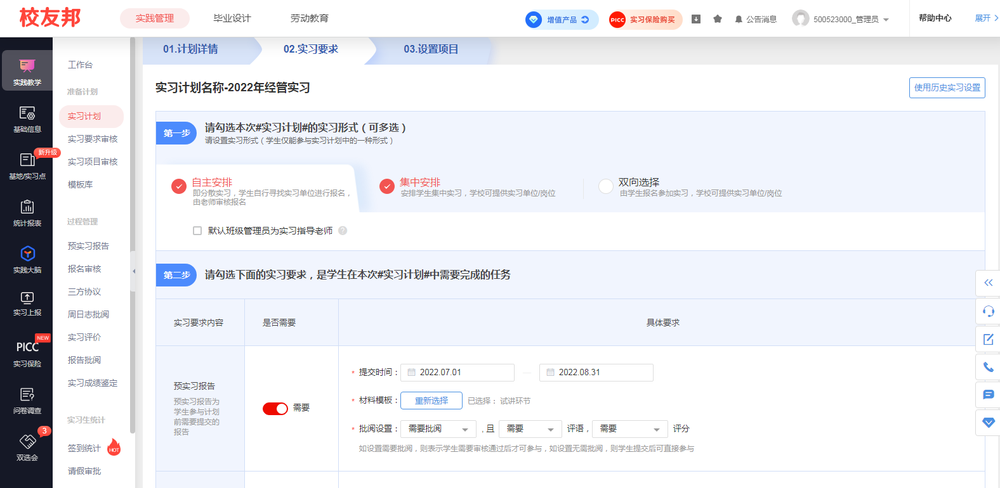 校友邦
实践管理
毕业设计
劳动教育
增值产品
PICC 实习保险购买
公告消息
500523000_管理员
帮助中心
展开
实践教学
基础信息
新升级
基地/实习点
统计报表
实践大脑
实习上报
NEW
PICC
实习保险
问卷调查
3
双选会
工作台
准备计划
实习计划
实习要求审核
实习项目审核
模板库
过程管理
预实习报告
报名审核
三方协议
周日志批阅
实习评价
报告批阅
实习成绩鉴定
实习生统计
签到统计
HOT
请假审批
01.计划详情
02.实习要求
03.设置项目
实习计划名称-2022年经管实习
使用历史实习设置
第一步
请勾选本次#实习计划#的实习形式（可多选）
请设置实习形式（学生仅能参与实习计划中的一种形式）
自主安排
即分散实习，学生自行寻找实习单位进行报名，
由老师审核报名
集中安排
安排学生集中实习，学校可提供实习单位/岗位
双向选择
由学生报名参加实习，学校可提供实习单位/岗位
默认班级管理员为实习指导老师 ?
第二步
请勾选下面的实习要求，是学生在本次#实习计划#中需要完成的任务
实习要求内容
是否需要
具体要求
预实习报告
预实习报告为
学生参与计划
前需要提交的
报告
需要
* 提交时间： 2022.07.01 — 2022.08.31
* 材料模板： 重新选择 已选择： 试讲环节
* 批阅设置： 需要批阅 ，且 需要 评语， 需要 评分
如设置需要批阅，则表示学生需要审核通过后才可参与，如设置无需批阅，则学生提交后可直接参与